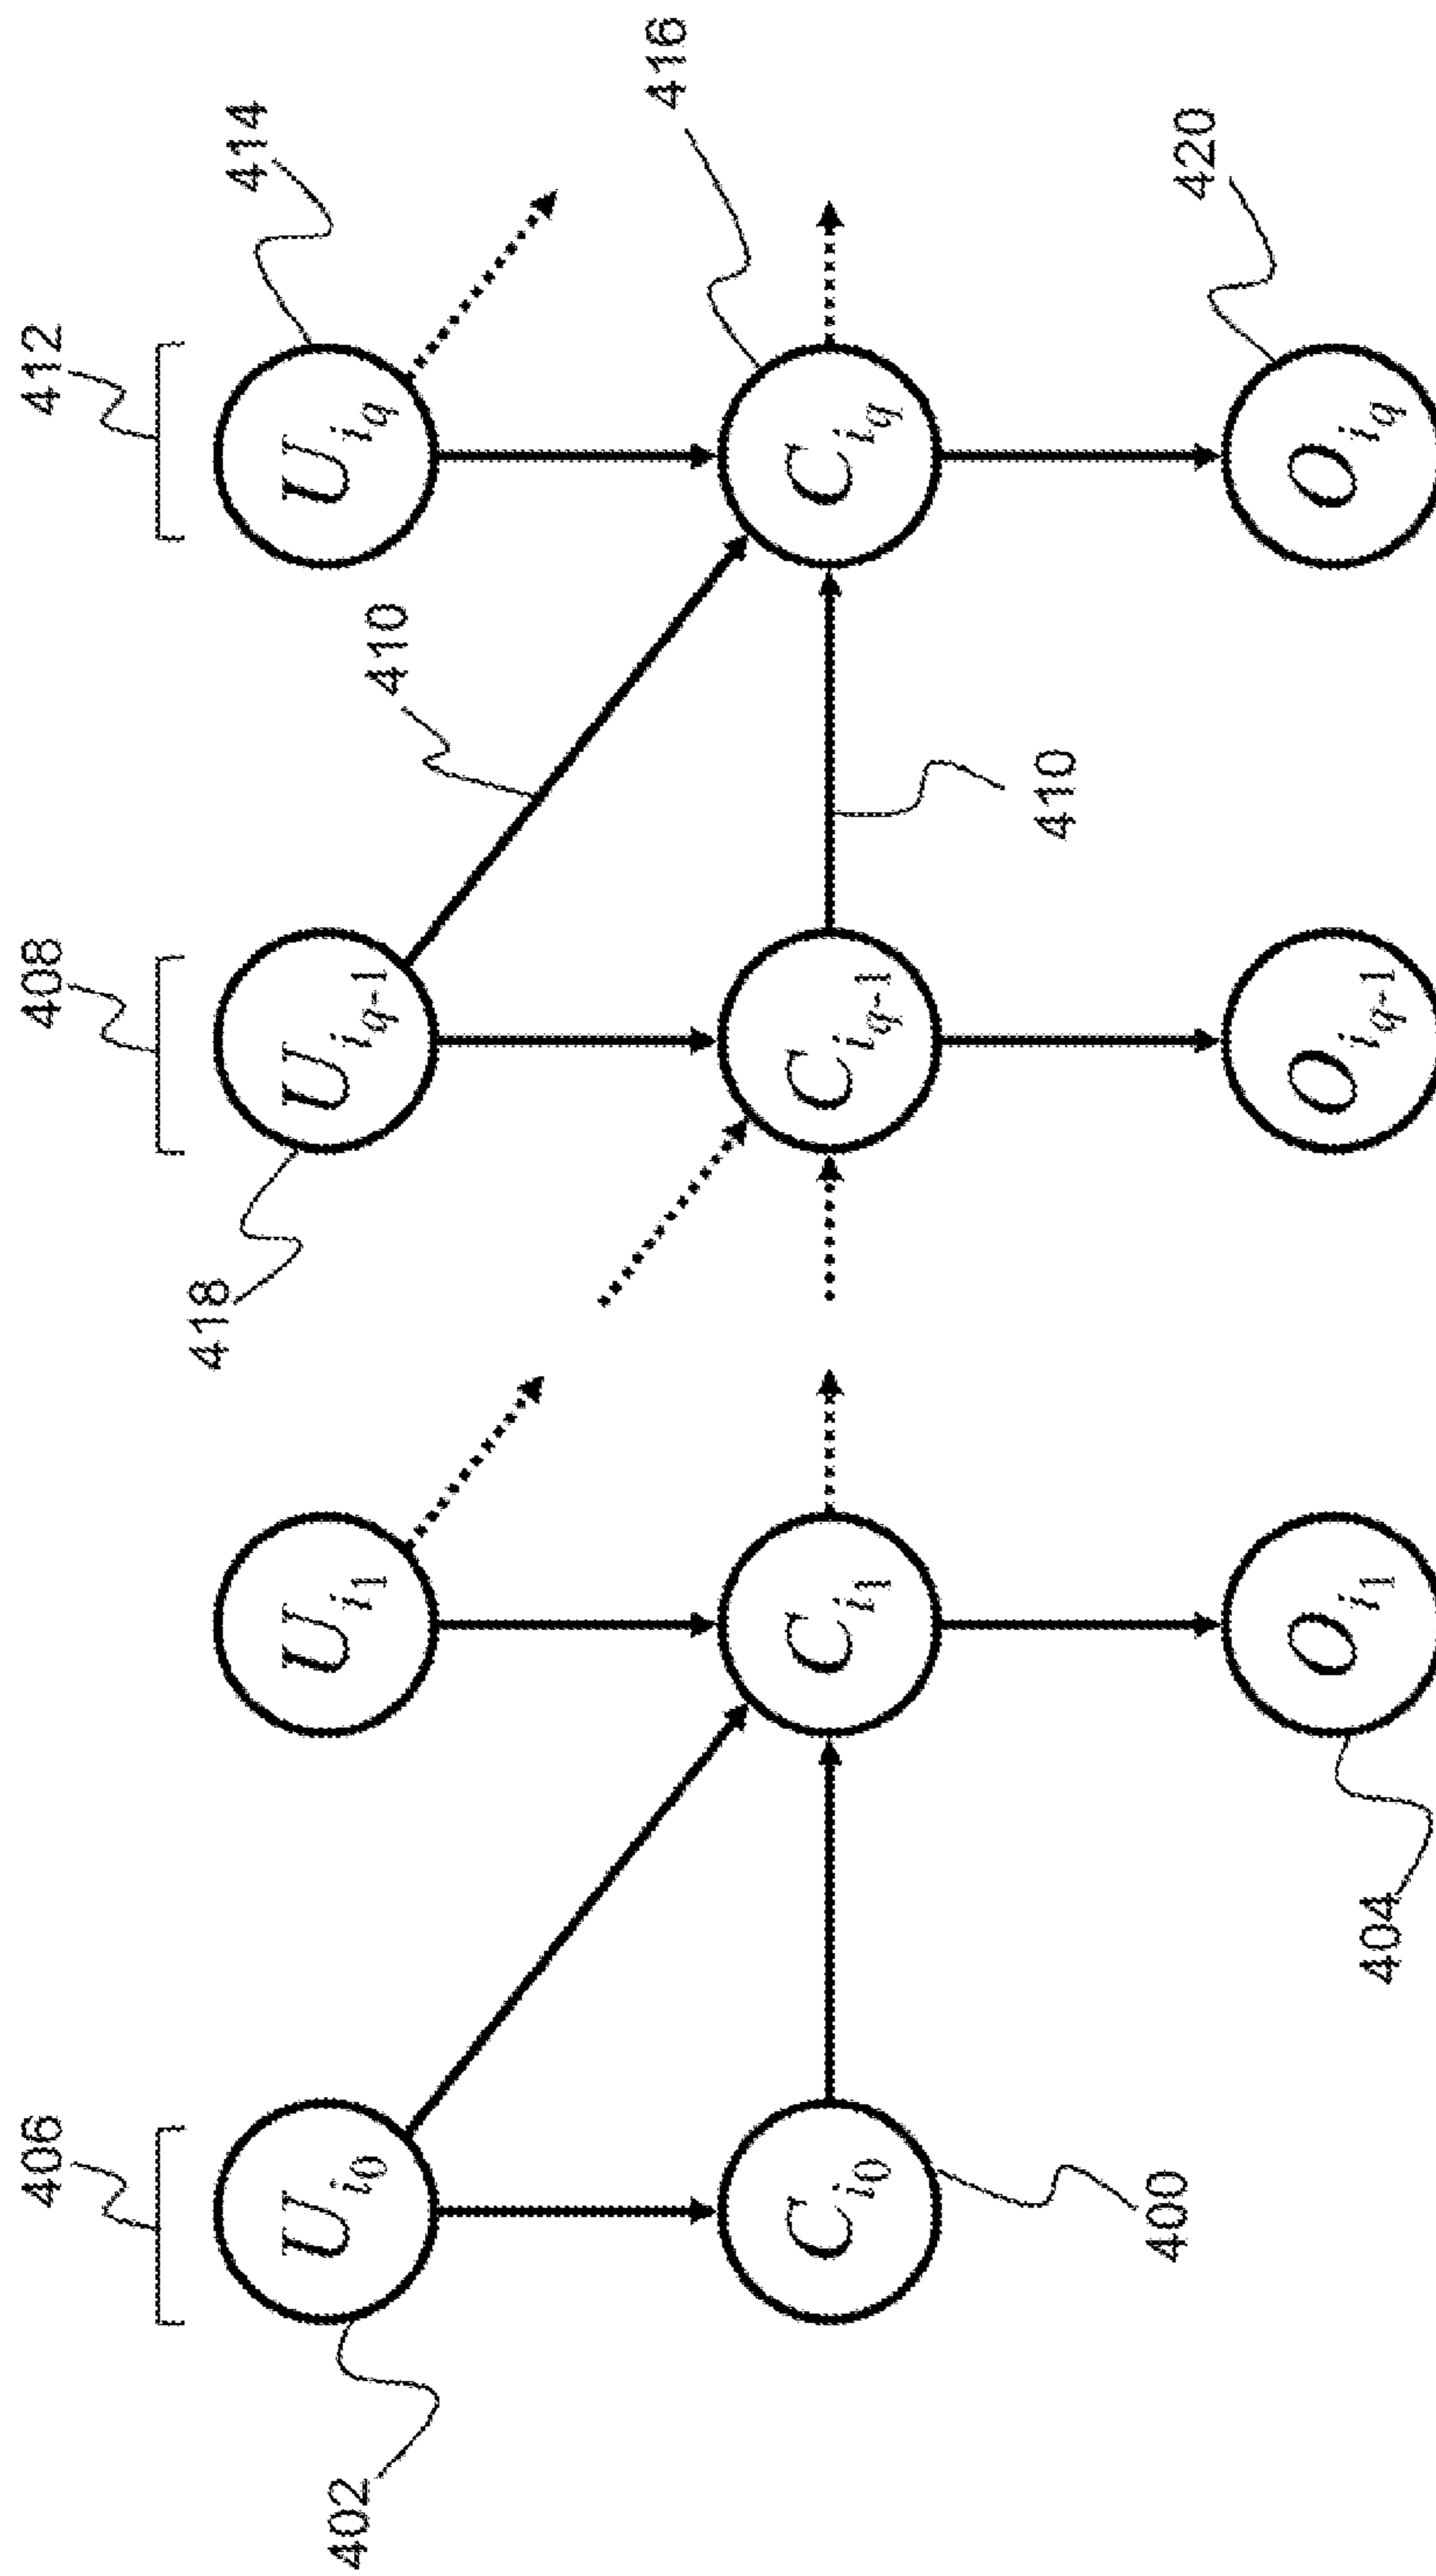 406
408
412
402
418
414
U_{i_0}
U_{i_1}
U_{i_{q-1}}
U_{i_q}
410
416
C_{i_0}
C_{i_1}
C_{i_{q-1}}
C_{i_q}
400
410
420
O_{i_1}
O_{i_{q-1}}
O_{i_q}
404